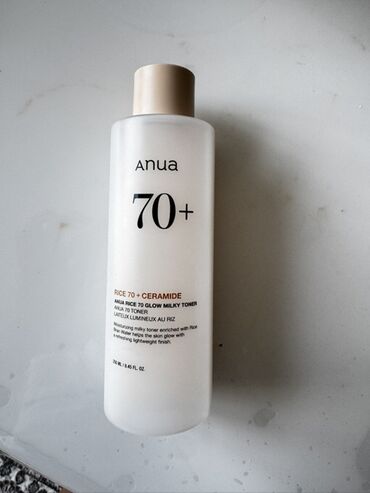 Anua
70+
RICE 70 + CERAMIDE
ANUA RICE 70 GLOW MILKY TONER
ANUA 70 TONER
LAITEUX LUMINEUX AU RIZ
Moisturizing milky toner enriched with Rice
Bran Water helps the skin glow with
a refreshing lightweight finish.
250 ML / 8.45 FL. OZ.